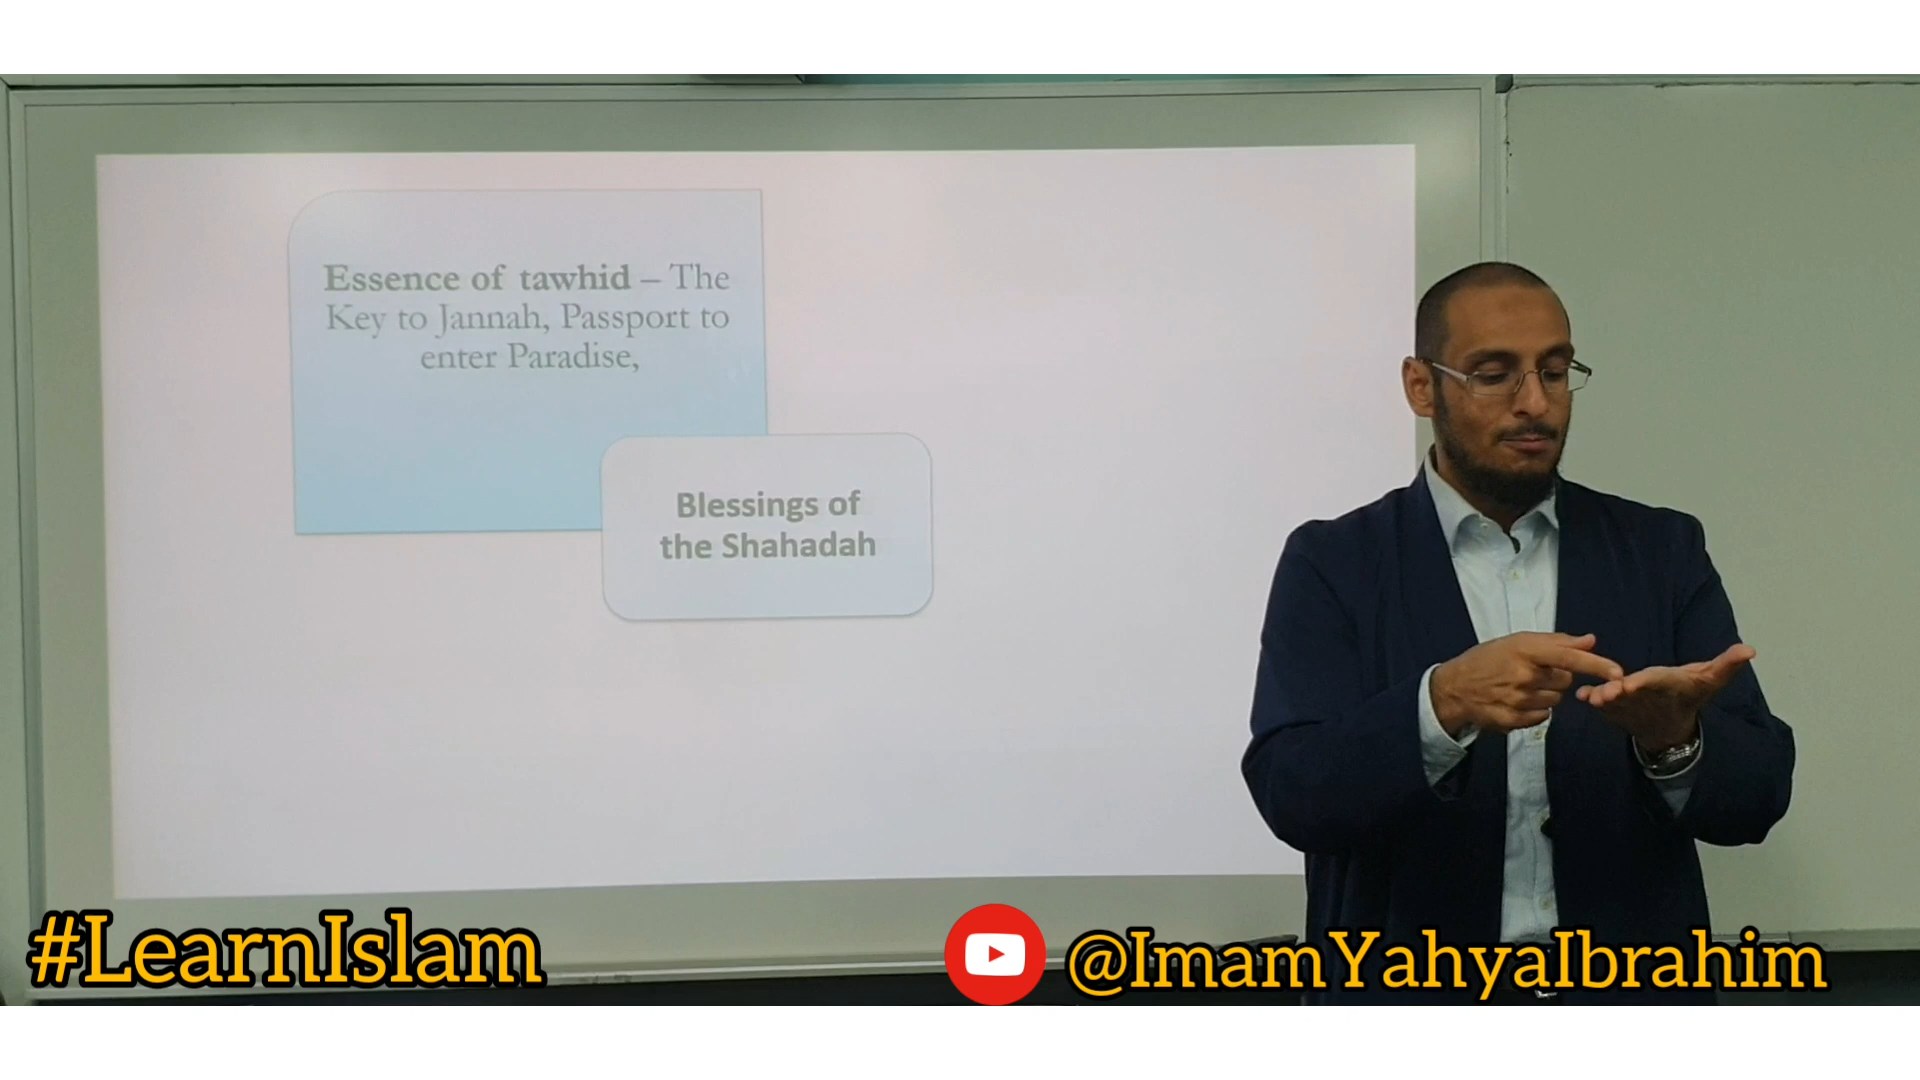 Essence of tawhid – The
Key to Jannah, Passport to
enter Paradise,
Blessings of
the Shahadah
#LearnIslam
@ImamYahyaIbrahim